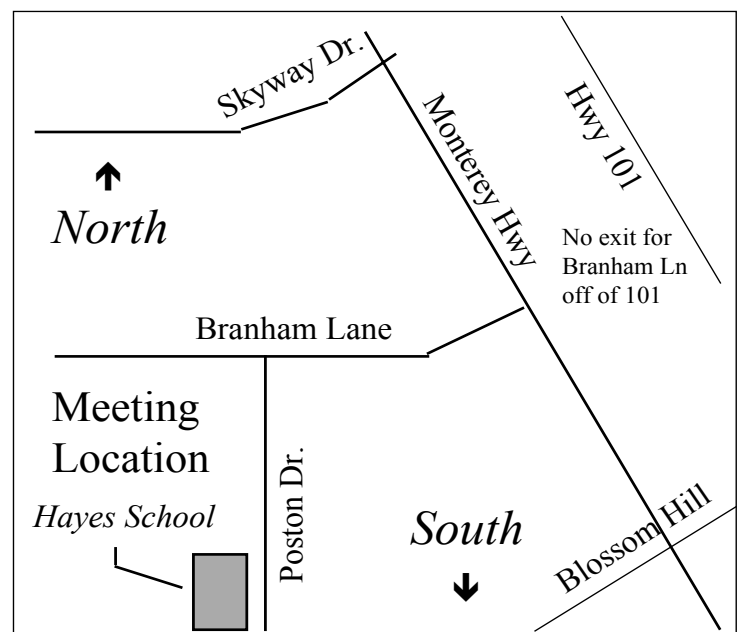 Skyway Dr.
Monterey Hwy
Hwy 101
North
No exit for
Branham Ln
off of 101
Branham Lane
Meeting
Location
Hayes School
Poston Dr.
South
Blossom Hill